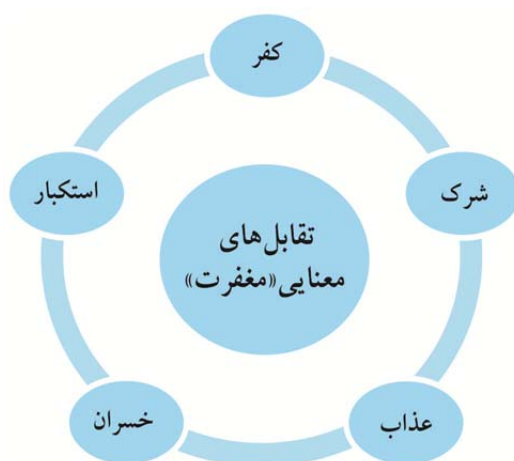 کفر
شرک
استکبار
تقابل‌های
معنایی«مغفرت»
عذاب
خسران